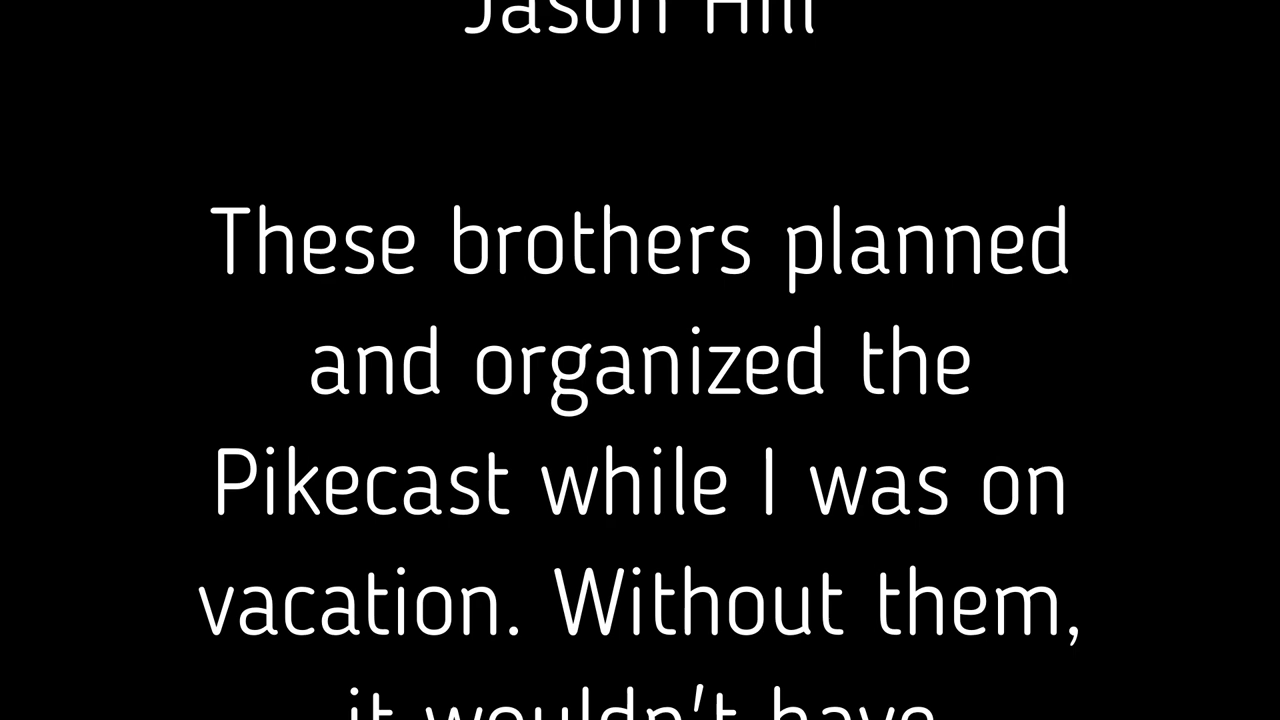 Jason Hill
These brothers planned
and organized the
Pikecast while I was on
vacation. Without them,
it wouldn't have